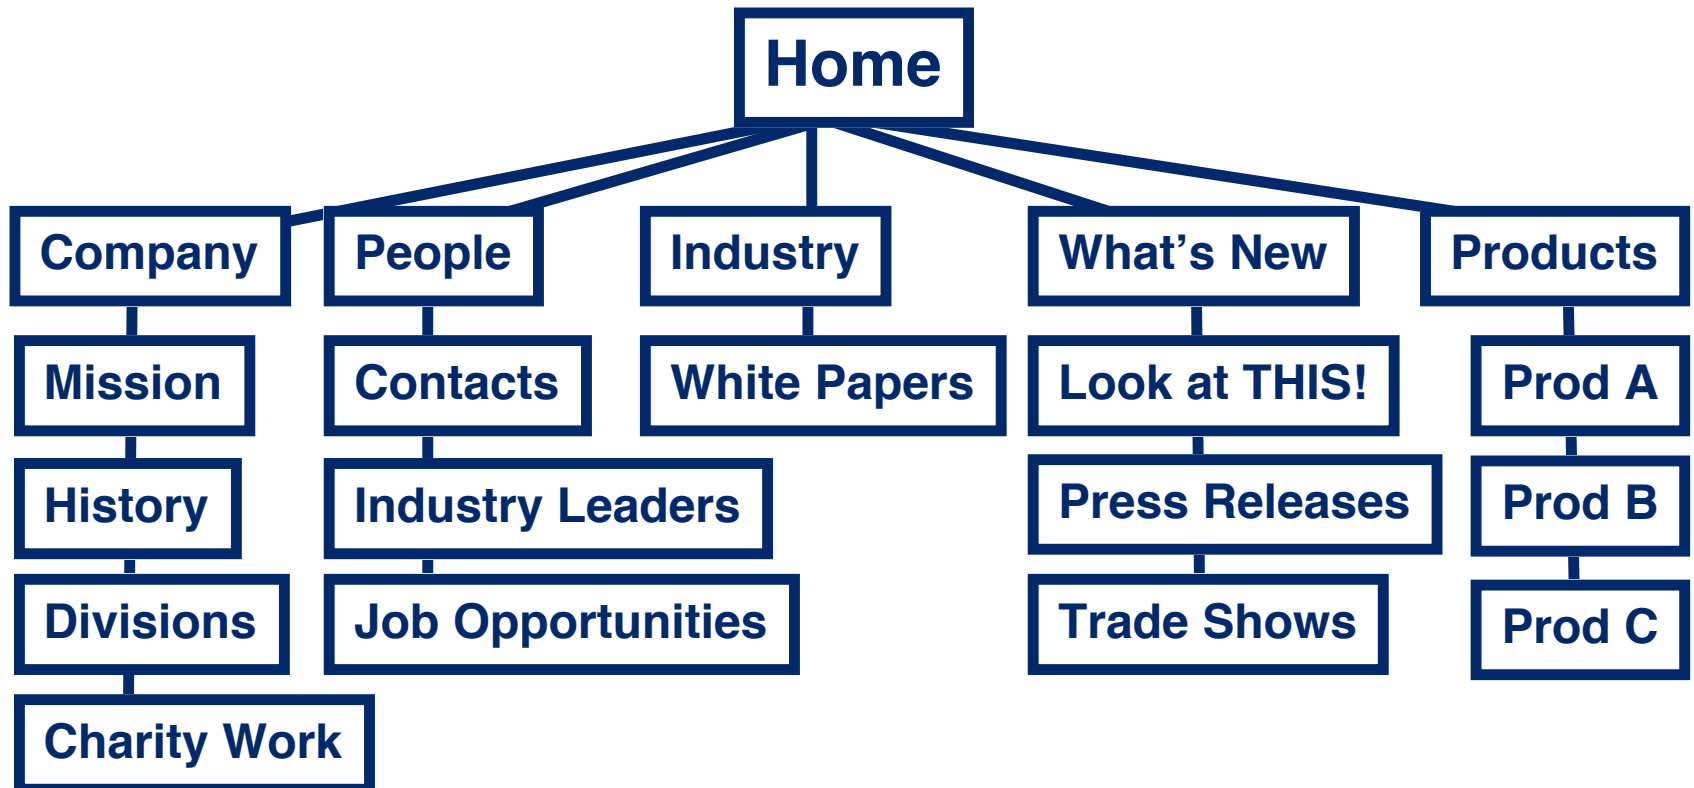 Home
Company
People
Industry
What’s New
Products
Mission
Contacts
White Papers
Look at THIS!
Prod A
History
Industry Leaders
Press Releases
Prod B
Divisions
Job Opportunities
Trade Shows
Prod C
Charity Work